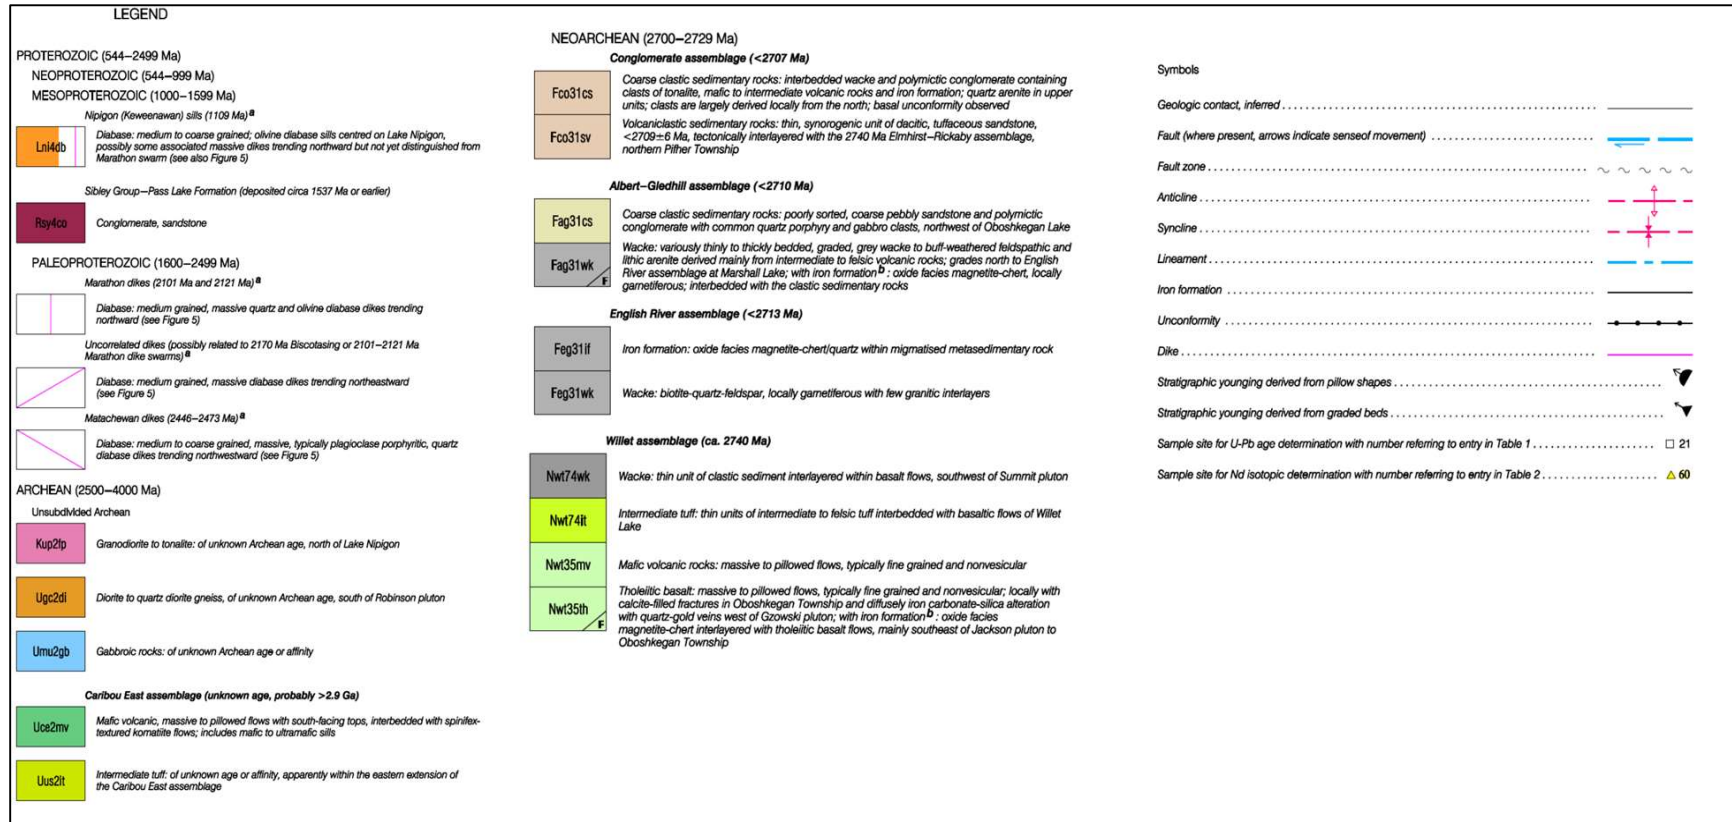 LEGEND
PROTEROZOIC (544–2499 Ma)
NEOPROTEROZOIC (544–999 Ma)
MESOPROTEROZOIC (1000–1599 Ma)
Nipigon (Keweenawan) sills (1109 Ma) a
Lni4db
Diabase: medium to coarse grained; olivine diabase sills centred on Lake Nipigon,
possibly some associated massive dikes trending northward but not yet distinguished from
Marathon swarm (see also Figure 5)
Sibley Group–Pass Lake Formation (deposited circa 1537 Ma or earlier)
Rsy4co
Conglomerate, sandstone
PALEOPROTEROZOIC (1600–2499 Ma)
Marathon dikes (2101 Ma and 2121 Ma) a
Diabase: medium grained, massive quartz and olivine diabase dikes trending
northward (see Figure 5)
Uncorrelated dikes (possibly related to 2170 Ma Biscotasing or 2101–2121 Ma
Marathon dike swarms) a
Diabase: medium grained, massive diabase dikes trending northeastward
(see Figure 5)
Matachewan dikes (2446–2473 Ma) a
Diabase: medium to coarse grained, massive, typically plagioclase porphyritic, quartz
diabase dikes trending northwestward (see Figure 5)
ARCHEAN (2500–4000 Ma)
Unsubdivided Archean
Kup2fp
Granodiorite to tonalite: of unknown Archean age, north of Lake Nipigon
Ugc2di
Diorite to quartz diorite gneiss, of unknown Archean age, south of Robinson pluton
Umu2gb
Gabbroic rocks: of unknown Archean age or affinity
Caribou East assemblage (unknown age, probably >2.9 Ga)
Uce2mv
Mafic volcanic, massive to pillowed flows with south-facing tops, interbedded with spinifex-
textured komatiite flows; includes mafic to ultramafic sills
Uus2it
Intermediate tuff: of unknown age or affinity, apparently within the eastern extension of
the Caribou East assemblage
NEOARCHEAN (2700–2729 Ma)
Conglomerate assemblage (<2707 Ma)
Fco31cs
Coarse clastic sedimentary rocks: interbedded wacke and polymictic conglomerate containing
clasts of tonalite, mafic to intermediate volcanic rocks and iron formation; quartz arenite in upper
units; clasts are largely derived locally from the north; basal unconformity observed
Fco31sv
Volcaniclastic sedimentary rocks: thin, synorogenic unit of dacitic, tuffaceous sandstone,
<2709±6 Ma, tectonically interlayered with the 2740 Ma Elmhirst–Rickaby assemblage,
northern Pifher Township
Albert–Gledhill assemblage (<2710 Ma)
Fag31cs
Coarse clastic sedimentary rocks: poorly sorted, coarse pebbly sandstone and polymictic
conglomerate with common quartz porphyry and gabbro clasts, northwest of Oboshkegan Lake
Fag31wk
F
Wacke: variously thinly to thickly bedded, graded, grey wacke to buff-weathered feldspathic and
lithic arenite derived mainly from intermediate to felsic volcanic rocks; grades north to English
River assemblage at Marshall Lake; with iron formation b : oxide facies magnetite-chert, locally
garnetiferous; interbedded with the clastic sedimentary rocks
English River assemblage (<2713 Ma)
Feg31if
Iron formation: oxide facies magnetite-chert/quartz within migmatised metasedimentary rock
Feg31wk
Wacke: biotite-quartz-feldspar, locally garnetiferous with few granitic interlayers
Willet assemblage (ca. 2740 Ma)
Nwt74wk
Wacke: thin unit of clastic sediment interlayered within basalt flows, southwest of Summit pluton
Nwt74it
Intermediate tuff: thin units of intermediate to felsic tuff interbedded with basaltic flows of Willet
Lake
Nwt35mv
Mafic volcanic rocks: massive to pillowed flows, typically fine grained and nonvesicular
Nwt35th
F
Tholeiitic basalt: massive to pillowed flows, typically fine grained and nonvesicular; locally with
calcite-filled fractures in Oboshkegan Township and diffusely iron carbonate-silica alteration
with quartz-gold veins west of Gzowski pluton; with iron formation b : oxide facies
magnetite-chert interlayered with tholeiitic basalt flows, mainly southeast of Jackson pluton to
Oboshkegan Township
Symbols
Geologic contact, inferred
Fault (where present, arrows indicate senseof movement)
Fault zone
Anticline
Syncline
Lineament
Iron formation
Unconformity
Dike
Stratigraphic younging derived from pillow shapes
Stratigraphic younging derived from graded beds
Sample site for U-Pb age determination with number referring to entry in Table 1 21
Sample site for Nd isotopic determination with number referring to entry in Table 2 60